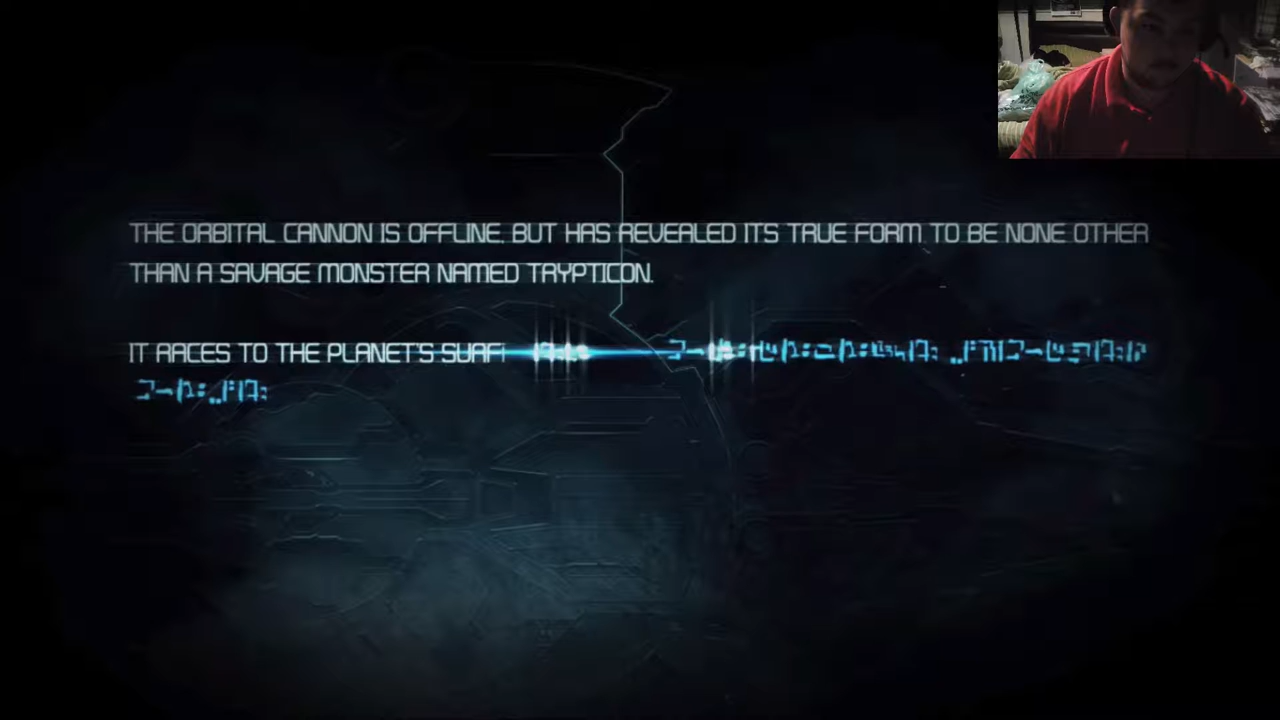 THE ORBITAL CANNON IS OFFLINE, BUT HAS REVEALED ITS TRUE FORM TO BE NONE OTHER
THAN A SAVAGE MONSTER NAMED TRYPTICON.
IT RACES TO THE PLANET'S